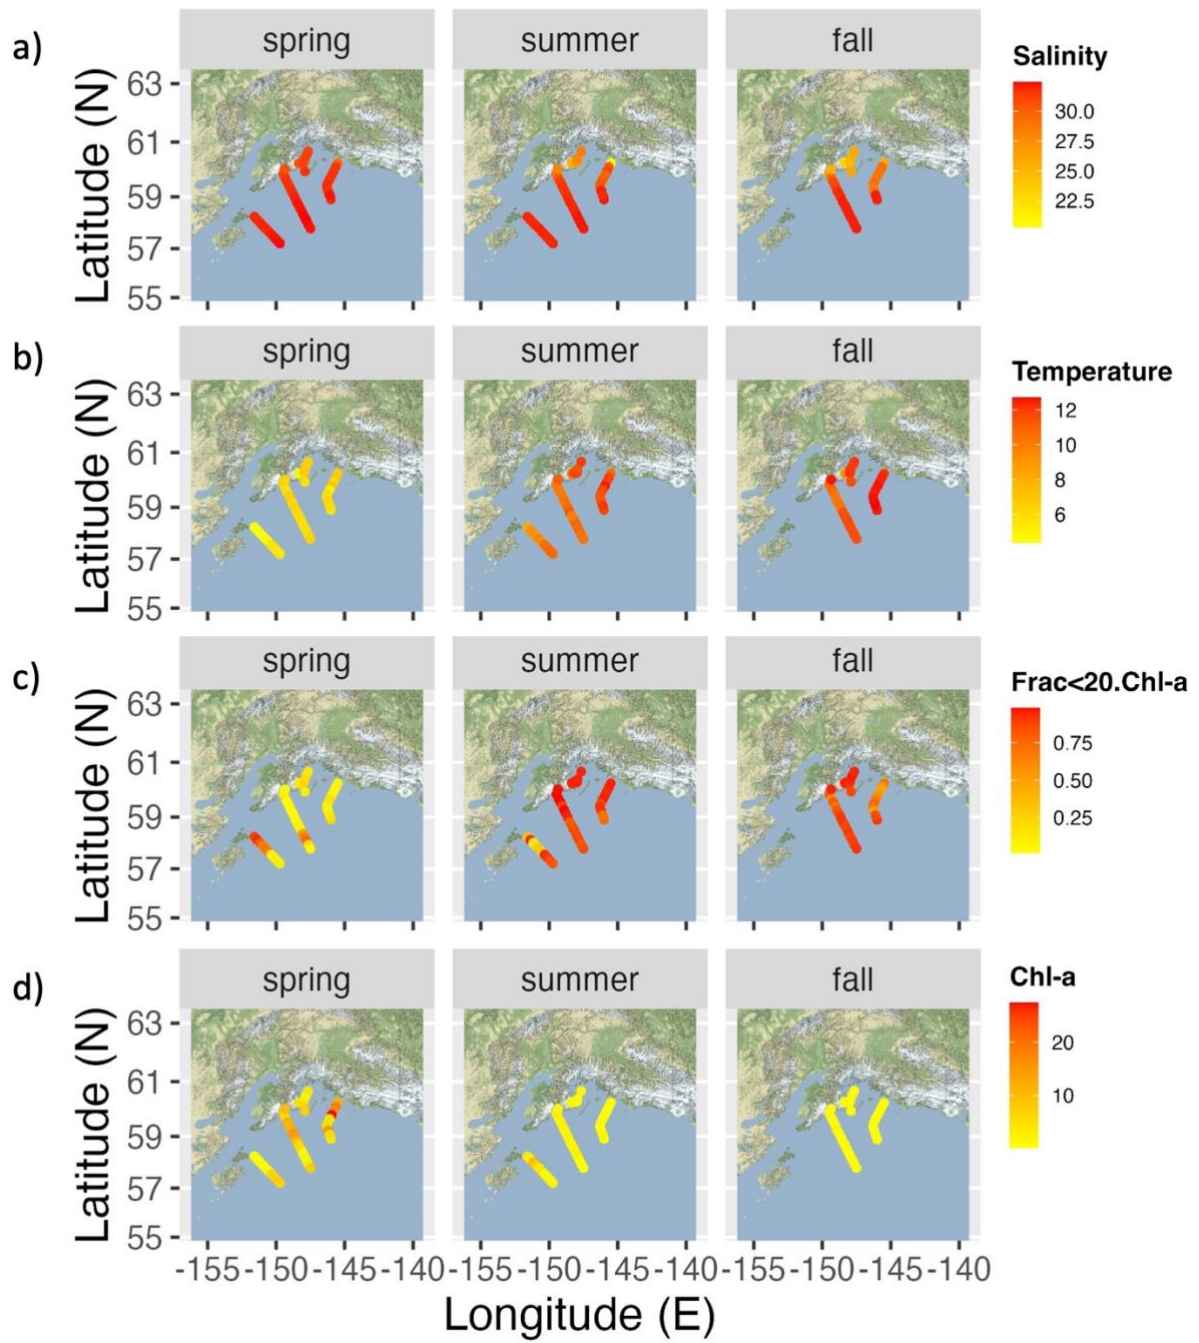 a)
spring summer fall
63
61
59
57
55
Latitude (N)
Salinity
30.0
27.5
25.0
22.5
b)
spring summer fall
63
61
59
57
55
Latitude (N)
Temperature
12
10
8
6
c)
spring summer fall
63
61
59
57
55
Latitude (N)
Frac<20.Chl-a
0.75
0.50
0.25
d)
spring summer fall
63
61
59
57
55
Latitude (N)
Chl-a
20
10
-155 -150 -145 -140 -155 -150 -145 -140 -155 -150 -145 -140
Longitude (E)